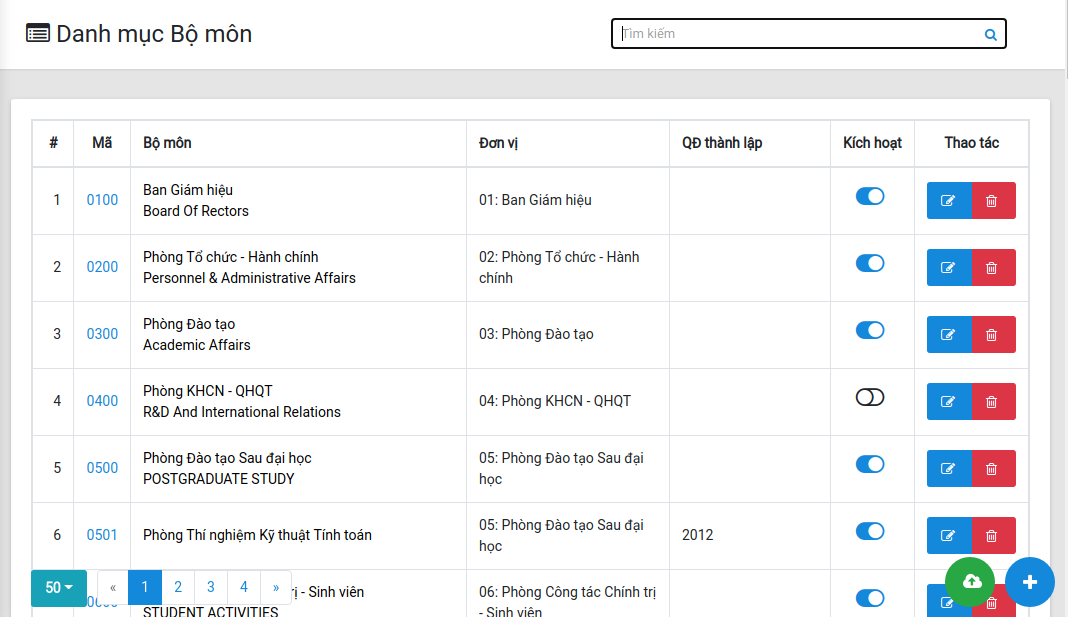 Danh mục Bộ môn
Tìm kiếm
# Mã Bộ môn Đơn vị QĐ thành lập Kích hoạt Thao tác
1 0100 Ban Giám hiệu 01: Ban Giám hiệu
Board Of Rectors
2 0200 Phòng Tổ chức - Hành chính 02: Phòng Tổ chức - Hành
Personnel & Administrative Affairs chính
3 0300 Phòng Đào tạo 03: Phòng Đào tạo
Academic Affairs
4 0400 Phòng KHCN - QHQT 04: Phòng KHCN - QHQT
R&D And International Relations
5 0500 Phòng Đào tạo Sau đại học 05: Phòng Đào tạo Sau đại
POSTGRADUATE STUDY học
6 0501 Phòng Thí nghiệm Kỹ thuật Tính toán 05: Phòng Đào tạo Sau đại 2012
học
- Sinh viên 06: Phòng Công tác Chính trị
STUDENT ACTIVITIES - Sinh viên
50 « 1 2 3 4 »